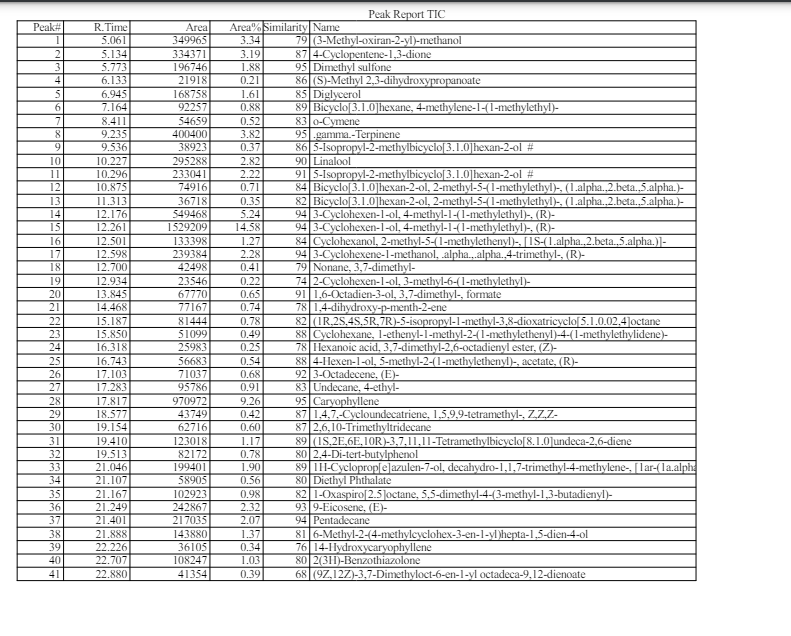 Peak Report TIC
Peak# R.Time Area Area% Similarity Name
1 5.061 349965 3.34 79 (3-Methyl-oxiran-2-yl)-methanol
2 5.134 334371 3.19 87 4-Cyclopentene-1,3-dione
3 5.773 196746 1.88 95 Dimethyl sulfone
4 6.133 21918 0.21 86 (S)-Methyl 2,3-dihydroxypropanoate
5 6.945 168758 1.61 85 Diglycerol
6 7.164 92257 0.88 89 Bicyclo[3.1.0]hexane, 4-methylene-1-(1-methylethyl)-
7 8.411 54659 0.52 83 o-Cymene
8 9.235 400400 3.82 95 .gamma.-Terpinene
9 9.536 38923 0.37 86 5-Isopropyl-2-methylbicyclo[3.1.0]hexan-2-ol #
10 10.227 295288 2.82 90 Linalool
11 10.296 233041 2.22 91 5-Isopropyl-2-methylbicyclo[3.1.0]hexan-2-ol #
12 10.875 74916 0.71 84 Bicyclo[3.1.0]hexan-2-ol, 2-methyl-5-(1-methylethyl)-, (1.alpha.,2.beta.,5.alpha.)-
13 11.313 36718 0.35 82 Bicyclo[3.1.0]hexan-2-ol, 2-methyl-5-(1-methylethyl)-, (1.alpha.,2.beta.,5.alpha.)-
14 12.176 549468 5.24 94 3-Cyclohexen-1-ol, 4-methyl-1-(1-methylethyl)-, (R)-
15 12.261 1529209 14.58 94 3-Cyclohexen-1-ol, 4-methyl-1-(1-methylethyl)-, (R)-
16 12.501 133398 1.27 84 Cyclohexanol, 2-methyl-5-(1-methylethenyl)-, [1S-(1.alpha.,2.beta.,5.alpha.)]-
17 12.598 239384 2.28 94 3-Cyclohexene-1-methanol, .alpha.,.alpha.,4-trimethyl-, (R)-
18 12.700 42498 0.41 79 Nonane, 3,7-dimethyl-
19 12.934 23546 0.22 74 2-Cyclohexen-1-ol, 3-methyl-6-(1-methylethyl)-
20 13.845 67770 0.65 91 1,6-Octadien-3-ol, 3,7-dimethyl-, formate
21 14.468 77167 0.74 78 1,4-dihydroxy-p-menth-2-ene
22 15.187 81444 0.78 82 (1R,2S,4S,5R,7R)-5-isopropyl-1-methyl-3,8-dioxatricyclo[5.1.0.02,4]octane
23 15.850 51099 0.49 88 Cyclohexane, 1-ethenyl-1-methyl-2-(1-methylethenyl)-4-(1-methylethylidene)-
24 16.318 25983 0.25 78 Hexanoic acid, 3,7-dimethyl-2,6-octadienyl ester, (Z)-
25 16.743 56683 0.54 88 4-Hexen-1-ol, 5-methyl-2-(1-methylethenyl)-, acetate, (R)-
26 17.103 71037 0.68 92 3-Octadecene, (E)-
27 17.283 95786 0.91 83 Undecane, 4-ethyl-
28 17.817 970972 9.26 95 Caryophyllene
29 18.577 43749 0.42 87 1,4,7,-Cycloundecatriene, 1,5,9,9-tetramethyl-, Z,Z,Z-
30 19.154 62716 0.60 87 2,6,10-Trimethyltridecane
31 19.410 123018 1.17 89 (1S,2E,6E,10R)-3,7,11,11-Tetramethylbicyclo[8.1.0]undeca-2,6-diene
32 19.513 82172 0.78 80 2,4-Di-tert-butylphenol
33 21.046 199401 1.90 89 1H-Cycloprop[e]azulen-7-ol, decahydro-1,1,7-trimethyl-4-methylene-, [1ar-(1a.alpha
34 21.107 58905 0.56 80 Diethyl Phthalate
35 21.167 102923 0.98 82 1-Oxaspiro[2.5]octane, 5,5-dimethyl-4-(3-methyl-1,3-butadienyl)-
36 21.249 242867 2.32 93 9-Eicosene, (E)-
37 21.401 217035 2.07 94 Pentadecane
38 21.888 143880 1.37 81 6-Methyl-2-(4-methylcyclohex-3-en-1-yl)hepta-1,5-dien-4-ol
39 22.226 36105 0.34 76 14-Hydroxycaryophyllene
40 22.707 108247 1.03 80 2(3H)-Benzothiazolone
41 22.880 41354 0.39 68 (9Z,12Z)-3,7-Dimethyloct-6-en-1-yl octadeca-9,12-dienoate